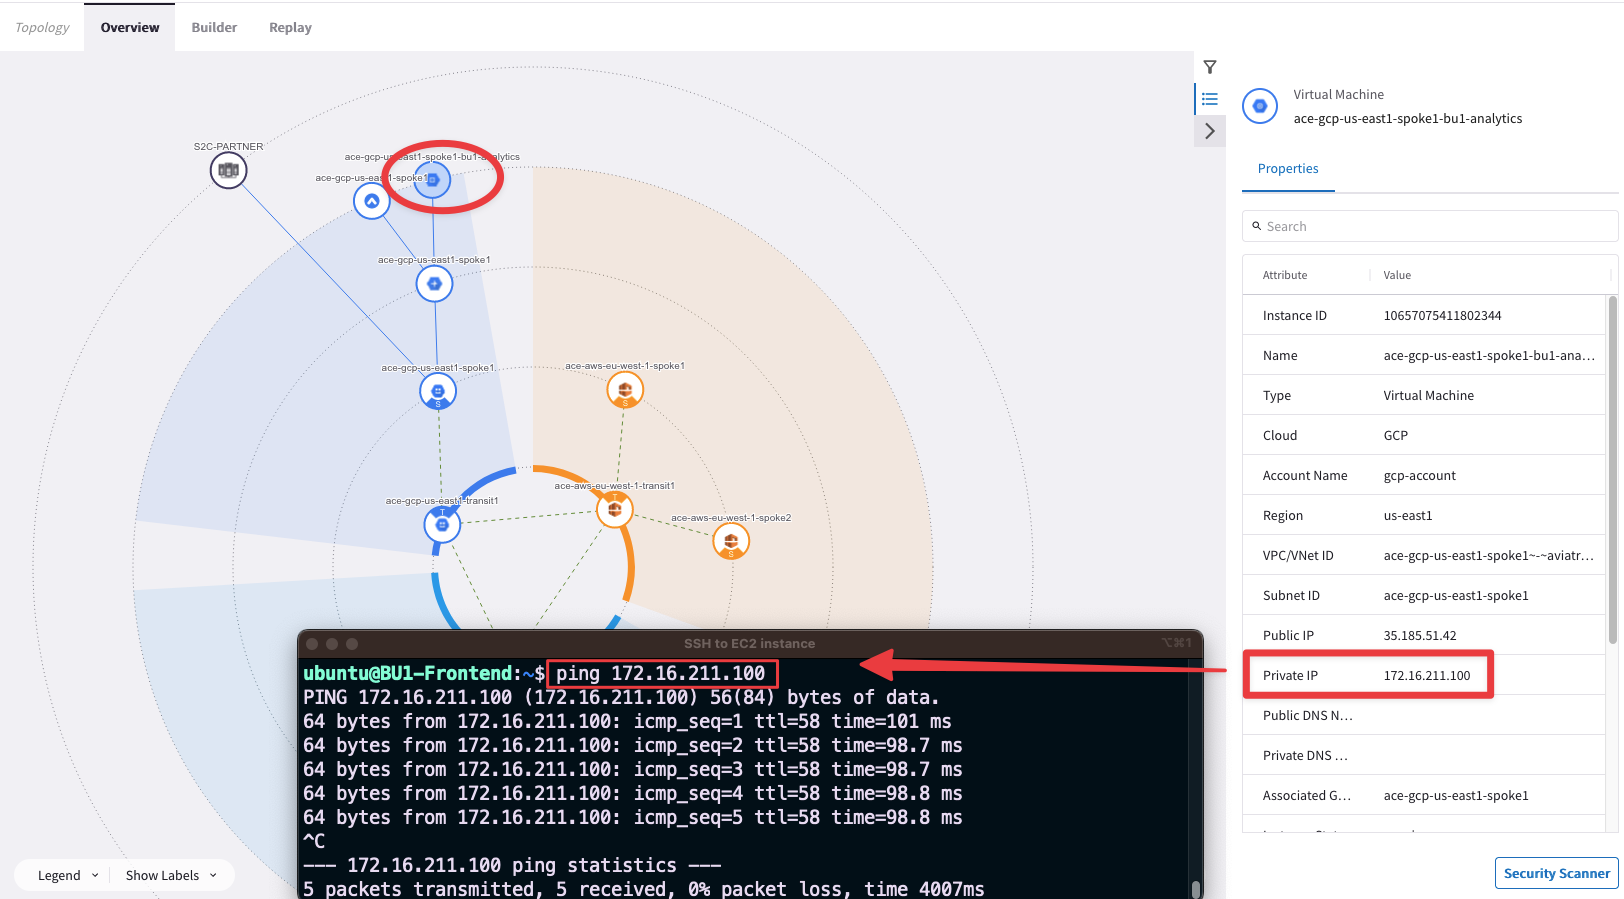 Topology
Overview
Builder
Replay
S2C-PARTNER
ace-gcp-us-east1-spoke1-bu1-analytics
ace-gcp-us-east1-spoke1
ace-gcp-us-east1-spoke1
ace-gcp-us-east1-spoke1
S
ace-aws-eu-west-1-spoke1
S
ace-gcp-us-east1-transit1
T
ace-aws-eu-west-1-transit1
T
ace-aws-eu-west-1-spoke2
S
Virtual Machine
ace-gcp-us-east1-spoke1-bu1-analytics
Properties
Search
Attribute Value
Instance ID 10657075411802344
Name ace-gcp-us-east1-spoke1-bu1-ana…
Type Virtual Machine
Cloud GCP
Account Name gcp-account
Region us-east1
VPC/VNet ID ace-gcp-us-east1-spoke1~-~aviatr…
Subnet ID ace-gcp-us-east1-spoke1
Public IP 35.185.51.42
Private IP 172.16.211.100
Public DNS N…
Private DNS …
Associated G… ace-gcp-us-east1-spoke1
Security Scanner
SSH to EC2 instance
⌥⌘1
ubuntu@BU1-Frontend:~$ ping 172.16.211.100
PING 172.16.211.100 (172.16.211.100) 56(84) bytes of data.
64 bytes from 172.16.211.100: icmp_seq=1 ttl=58 time=101 ms
64 bytes from 172.16.211.100: icmp_seq=2 ttl=58 time=98.7 ms
64 bytes from 172.16.211.100: icmp_seq=3 ttl=58 time=98.7 ms
64 bytes from 172.16.211.100: icmp_seq=4 ttl=58 time=98.8 ms
64 bytes from 172.16.211.100: icmp_seq=5 ttl=58 time=98.8 ms
^C
--- 172.16.211.100 ping statistics ---
5 packets transmitted, 5 received, 0% packet loss, time 4007ms
Legend
Show Labels